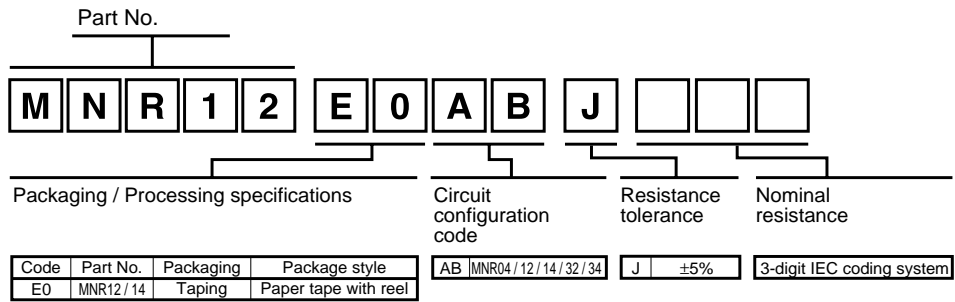 Part No.
M N R 1 2 E 0 A B J
Packaging / Processing specifications
Circuit
configuration
code
Resistance
tolerance
Nominal
resistance
Code Part No. Packaging Package style
E0 MNR12 / 14 Taping Paper tape with reel
AB MNR04 / 12 / 14 / 32 / 34
J ±5%
3-digit IEC coding system